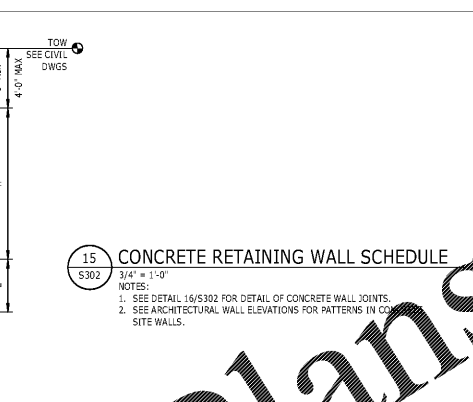 TOW
SEE CIVIL
DWGS
4'-0" MAX
15
S302
CONCRETE RETAINING WALL SCHEDULE
3/4" = 1'-0"
NOTES:
1. SEE DETAIL 16/S302 FOR DETAIL OF CONCRETE WALL JOINTS.
2. SEE ARCHITECTURAL WALL ELEVATIONS FOR PATTERNS IN CONCRETE
SITE WALLS.
plans